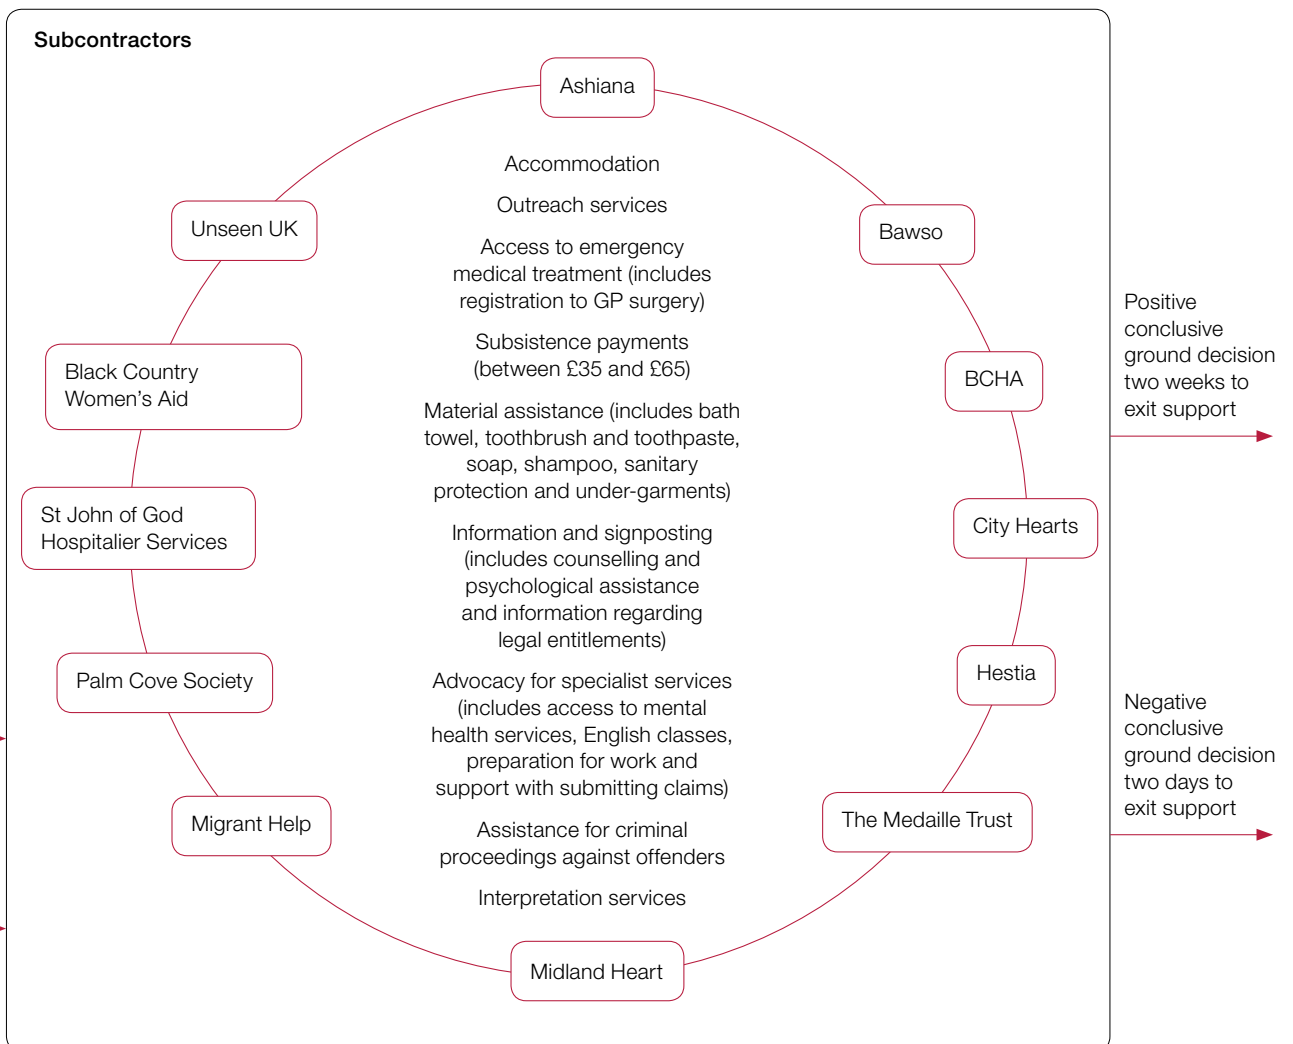 Subcontractors
Ashiana
Accommodation
Outreach services
Access to emergency
medical treatment (includes
registration to GP surgery)
Subsistence payments
(between £35 and £65)
Material assistance (includes bath
towel, toothbrush and toothpaste,
soap, shampoo, sanitary
protection and under-garments)
Information and signposting
(includes counselling and
psychological assistance
and information regarding
legal entitlements)
Advocacy for specialist services
(includes access to mental
health services, English classes,
preparation for work and
support with submitting claims)
Assistance for criminal
proceedings against offenders
Interpretation services
Bawso
BCHA
City Hearts
Hestia
The Medaille Trust
Midland Heart
Migrant Help
Palm Cove Society
St John of God
Hospitalier Services
Black Country
Women's Aid
Unseen UK
Positive
conclusive
ground decision
two weeks to
exit support
Negative
conclusive
ground decision
two days to
exit support